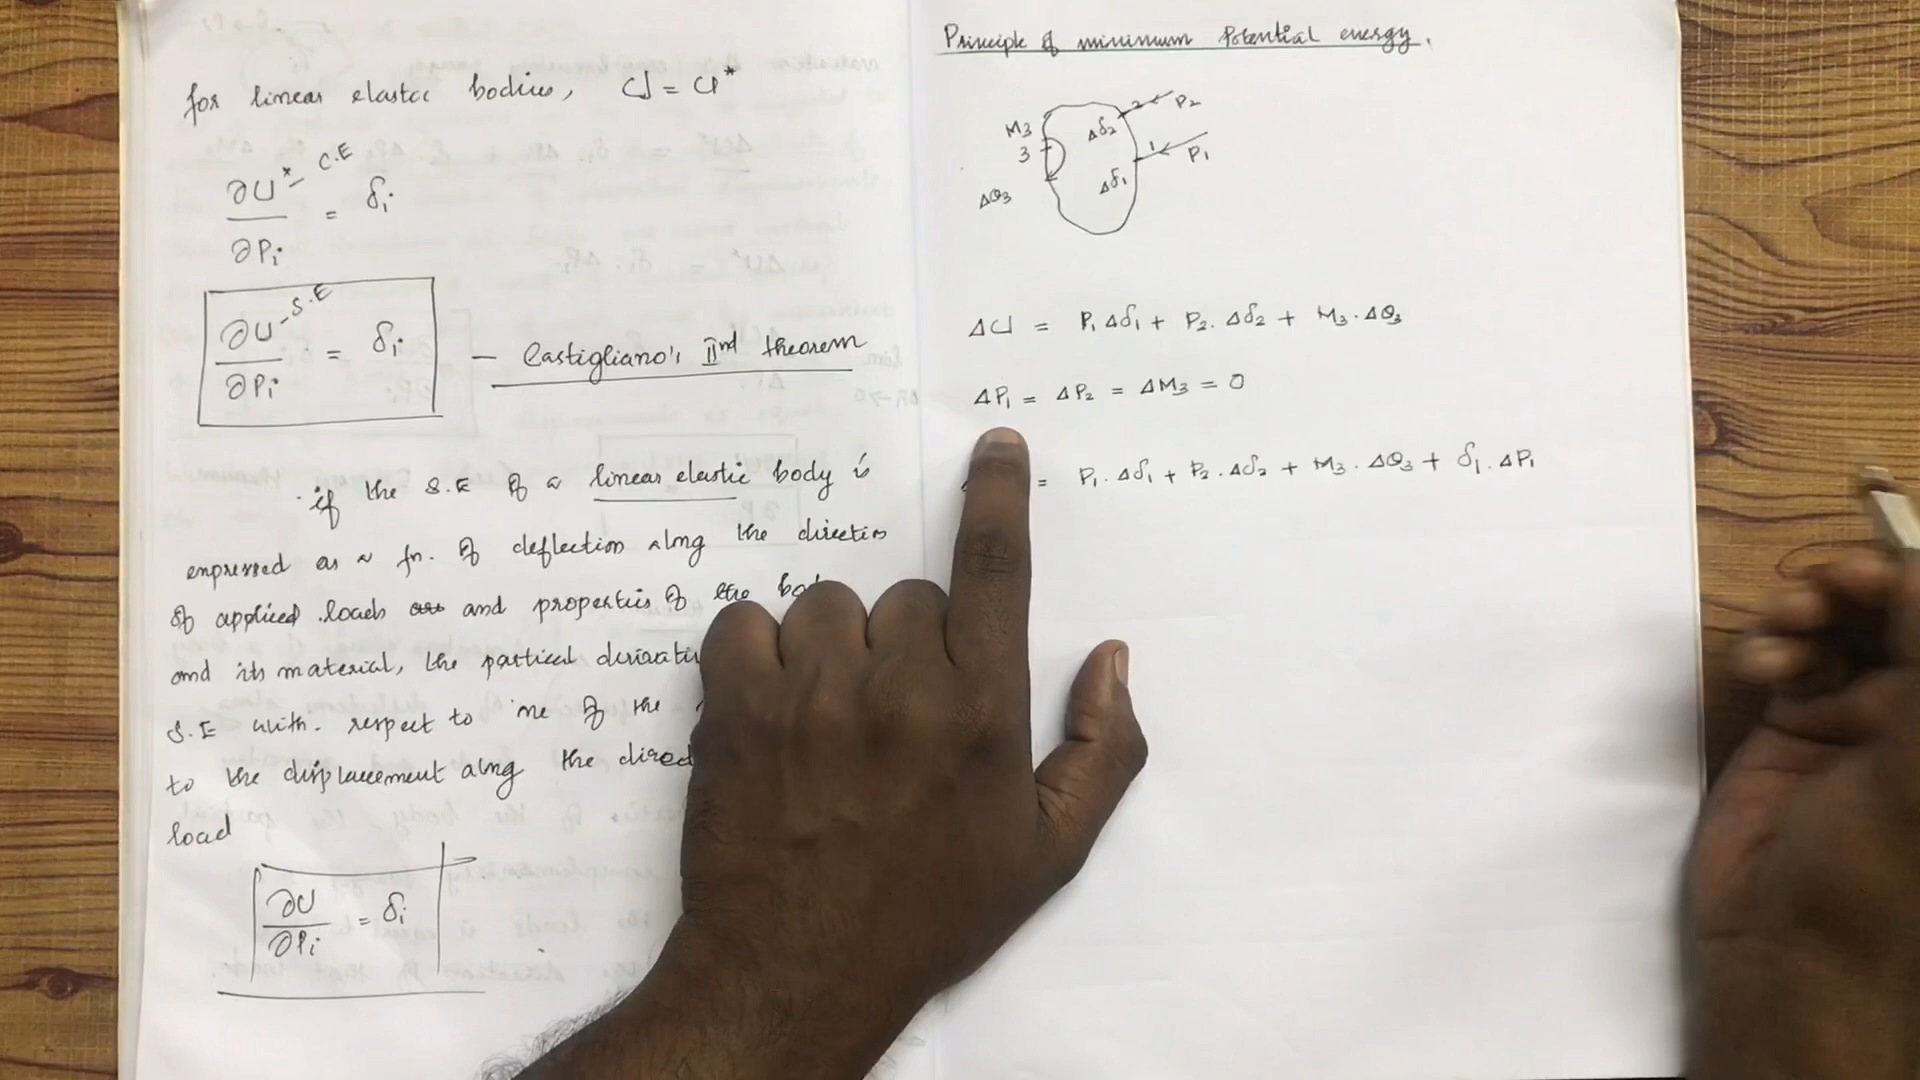 for linear elastic bodies, U = U*
∂U* - C.E
/ ∂Pi = δi
∂U - S.E
/ ∂Pi = δi - Castigliano's IInd theorem
if the S.E of a linear elastic body is
expressed as a fn. of deflection along the direction
of applied loads and properties of the
and its material, the partical
S.E with. respect to of the
to the displacement along the
load
∂U / ∂Pi = δi
Principle of minimum Potential energy.
2 P2
M3 Δδ2
3 1 P1
Δδ1
Δθ3
ΔU = P1 Δδ1 + P2. Δδ2 + M3. Δθ3
ΔP1 = ΔP2 = ΔM3 = 0
= P1. Δδ1 + P2. Δδ2 + M3. Δθ3 + δ1. ΔP1